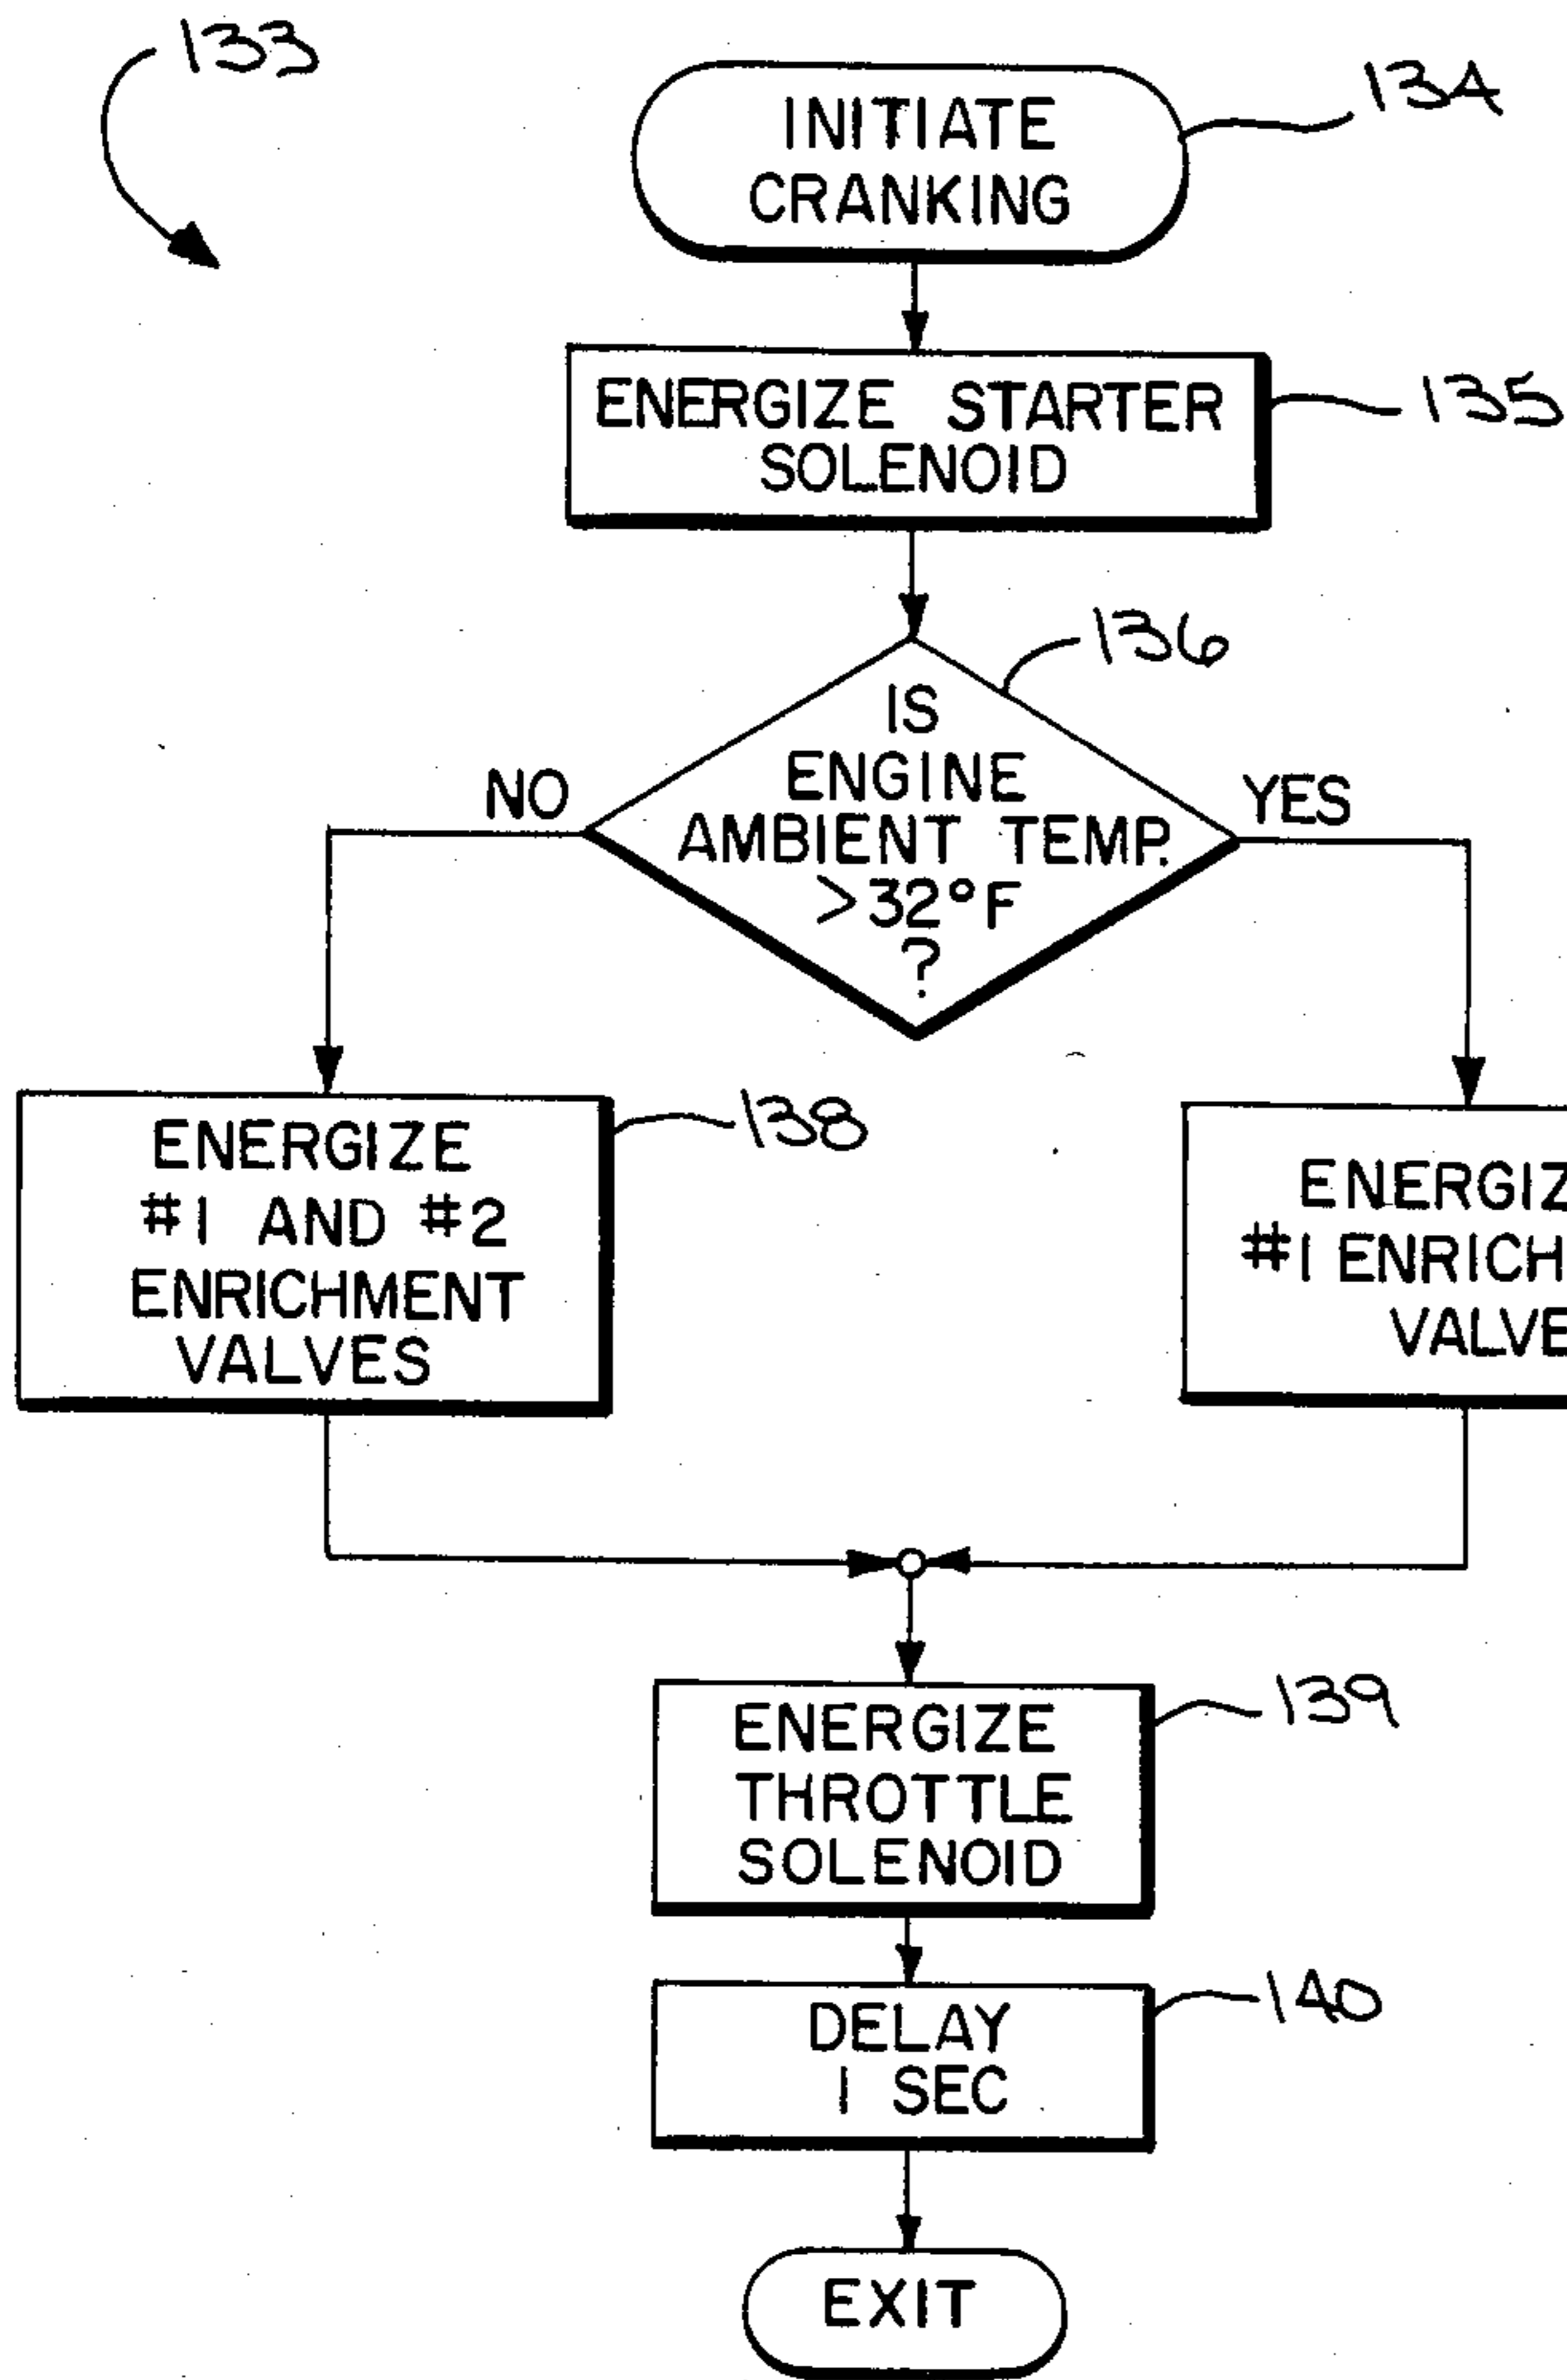 133
INITIATE
CRANKING
134
ENERGIZE STARTER
SOLENOID
135
136
IS
ENGINE
AMBIENT TEMP.
>32°F
?
NO
YES
ENERGIZE
#1 AND #2
ENRICHMENT
VALVES
138
ENERGIZ
#1 ENRICH
VALVE
ENERGIZE
THROTTLE
SOLENOID
139
DELAY
1 SEC
140
EXIT